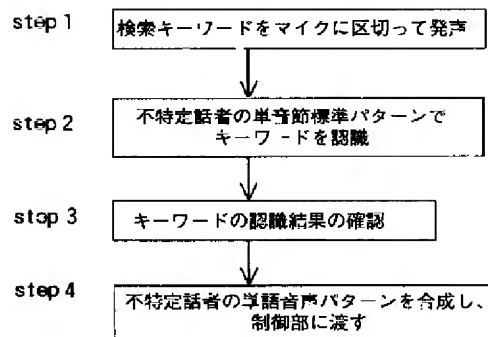 step 1
検索キーワードをマイクに区切って発声
step 2
不特定話者の単音節標準パターンで
キーワードを認識
step 3
キーワードの認識結果の確認
step 4
不特定話者の単語音声パターンを合成し、
制御部に渡す